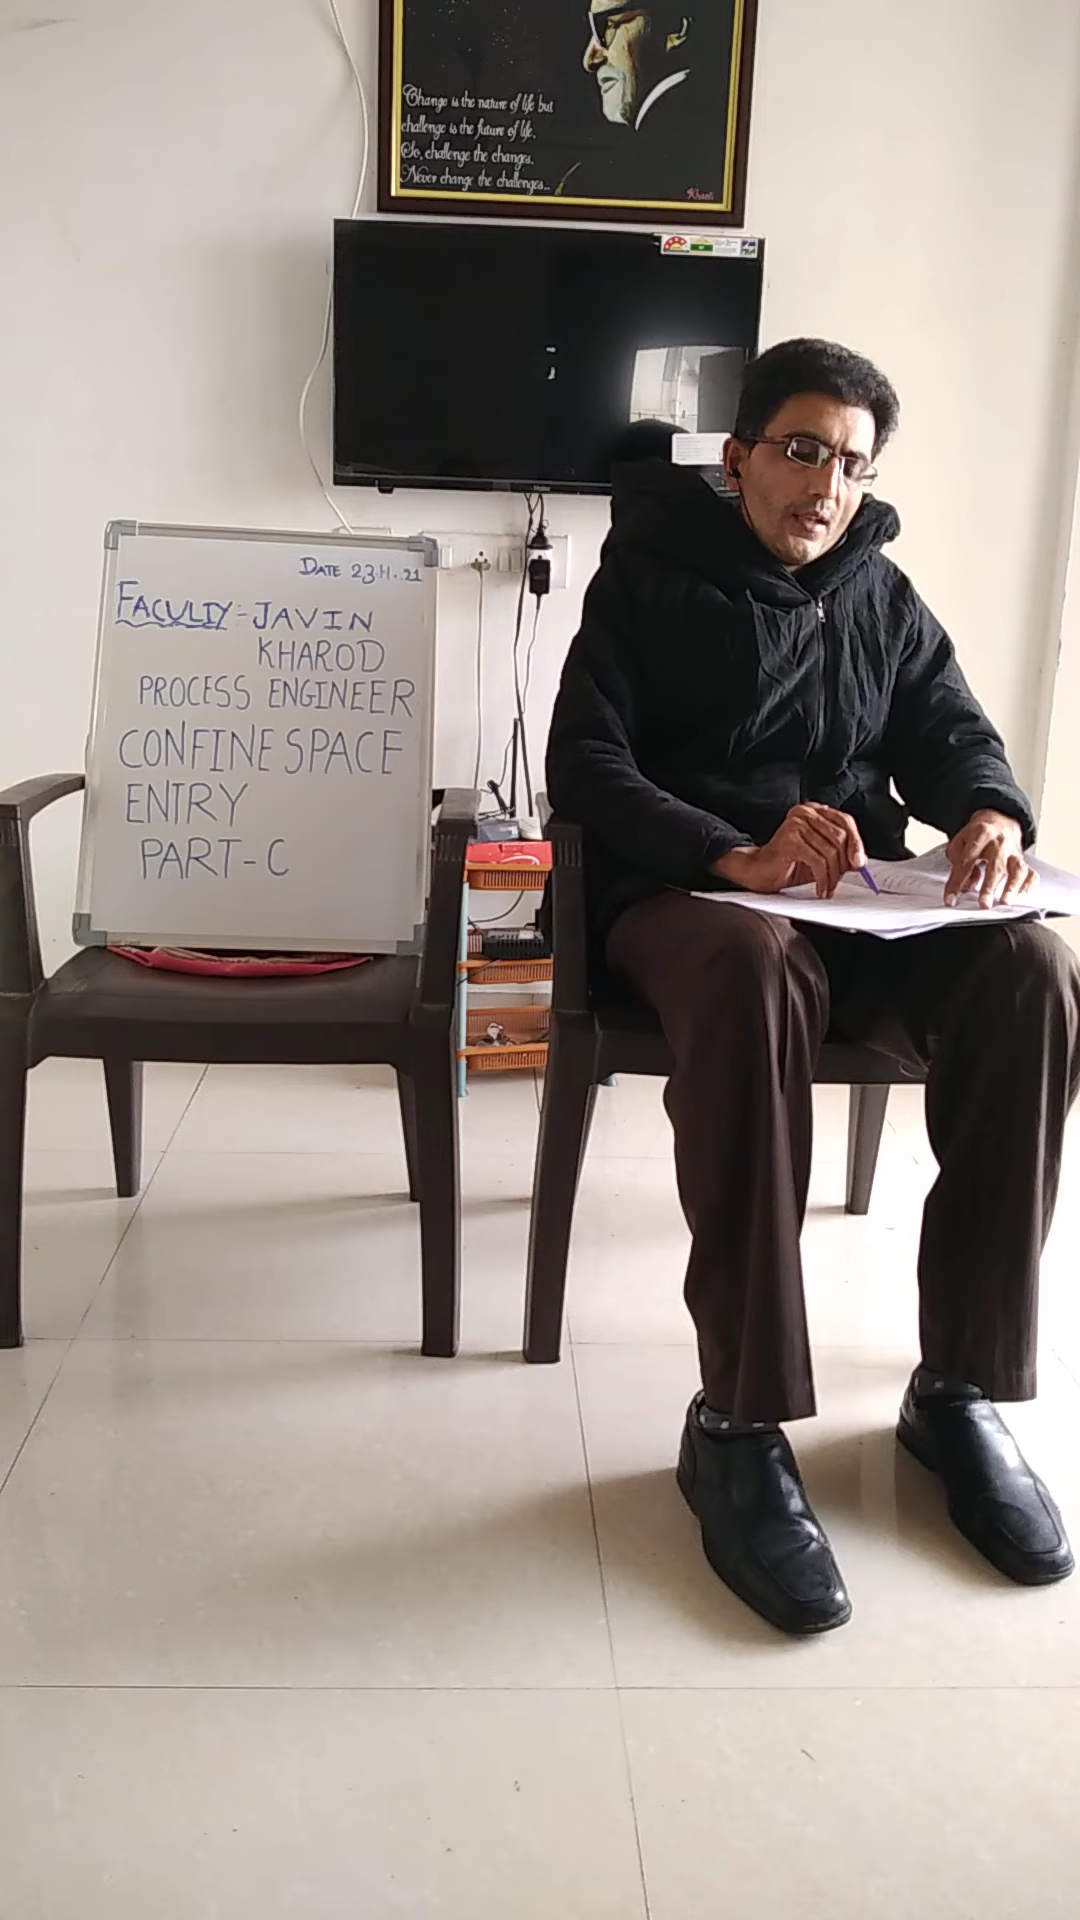 Change is the nature of life but
challenge is the future of life.
So, challenge the changes.
Never change the challenges..
DATE 23.11.21
FACULTY:- JAVIN
KHAROD
PROCESS ENGINEER
CONFINE SPACE
ENTRY
PART-C